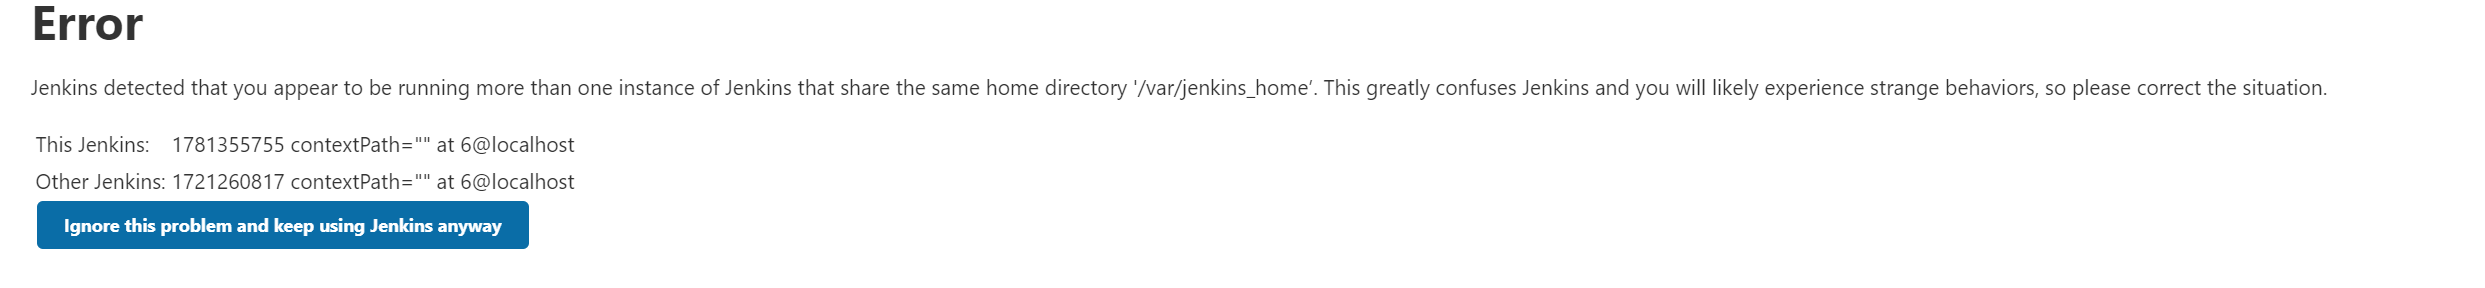 Error
Jenkins detected that you appear to be running more than one instance of Jenkins that share the same home directory '/var/jenkins_home’. This greatly confuses Jenkins and you will likely experience strange behaviors, so please correct the situation.
This Jenkins: 1781355755 contextPath="" at 6@localhost
Other Jenkins: 1721260817 contextPath="" at 6@localhost
Ignore this problem and keep using Jenkins anyway